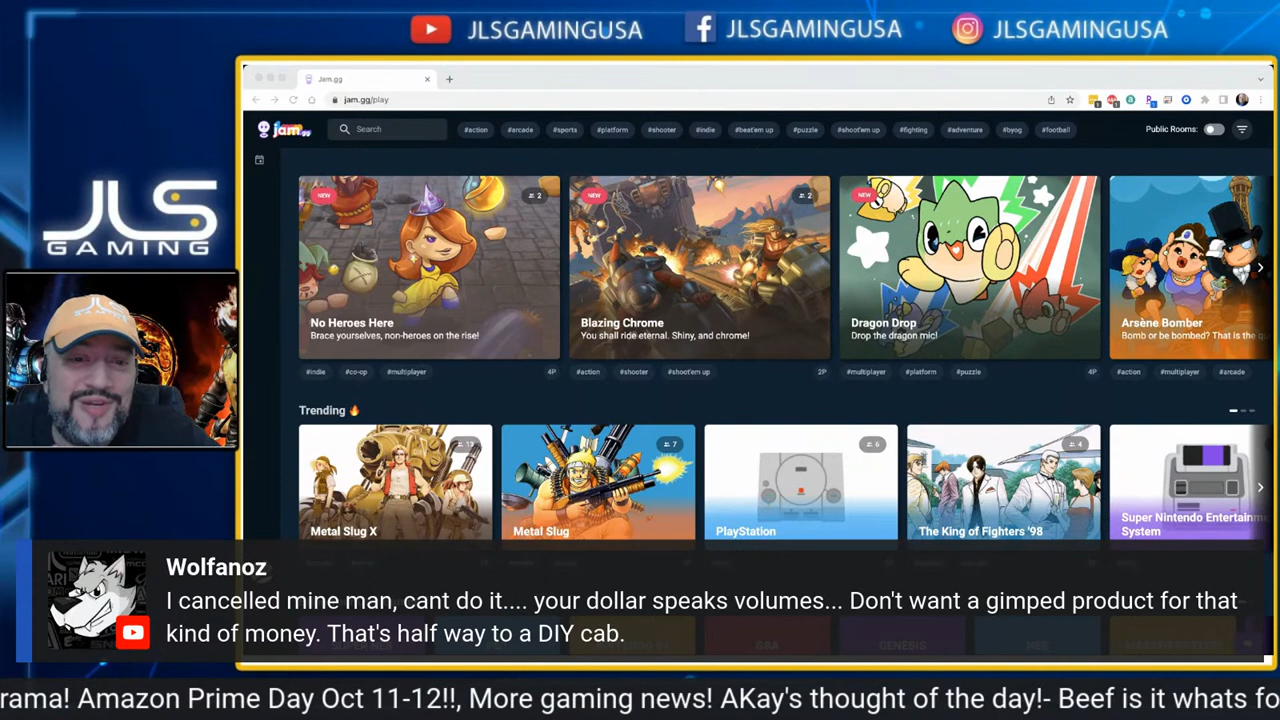 JLSGAMINGUSA JLSGAMINGUSA JLSGAMINGUSA
JLS
GAMING
Jam.gg
jam.gg/play
jam.gg Search #action #arcade #sports #platform #shooter #indie #beat'em up #puzzle #shoot'em up #fighting #adventure #byog #football Public Rooms:
NEW 2 NEW 2 NEW
No Heroes Here
Brace yourselves, non-heroes on the rise!
Blazing Chrome
You shall ride eternal. Shiny, and chrome!
Dragon Drop
Drop the dragon mic!
Arsène Bomber
Bomb or be bombed? That is the
#indie #co-op #multiplayer 4P #action #shooter #shoot'em up 2P #multiplayer #platform #puzzle 4P #action #multiplayer #arcade
Trending
13 7 6 4
Metal Slug X
Metal Slug
PlayStation
The King of Fighters '98
Super Nintendo Entertainm
System
Wolfanoz
I cancelled mine man, cant do it.... your dollar speaks volumes... Don't want a gimped product for that
kind of money. That's half way to a DIY cab.
GBA GENESIS NES
rama! Amazon Prime Day Oct 11-12!!, More gaming news! AKay's thought of the day!- Beef is it whats fo